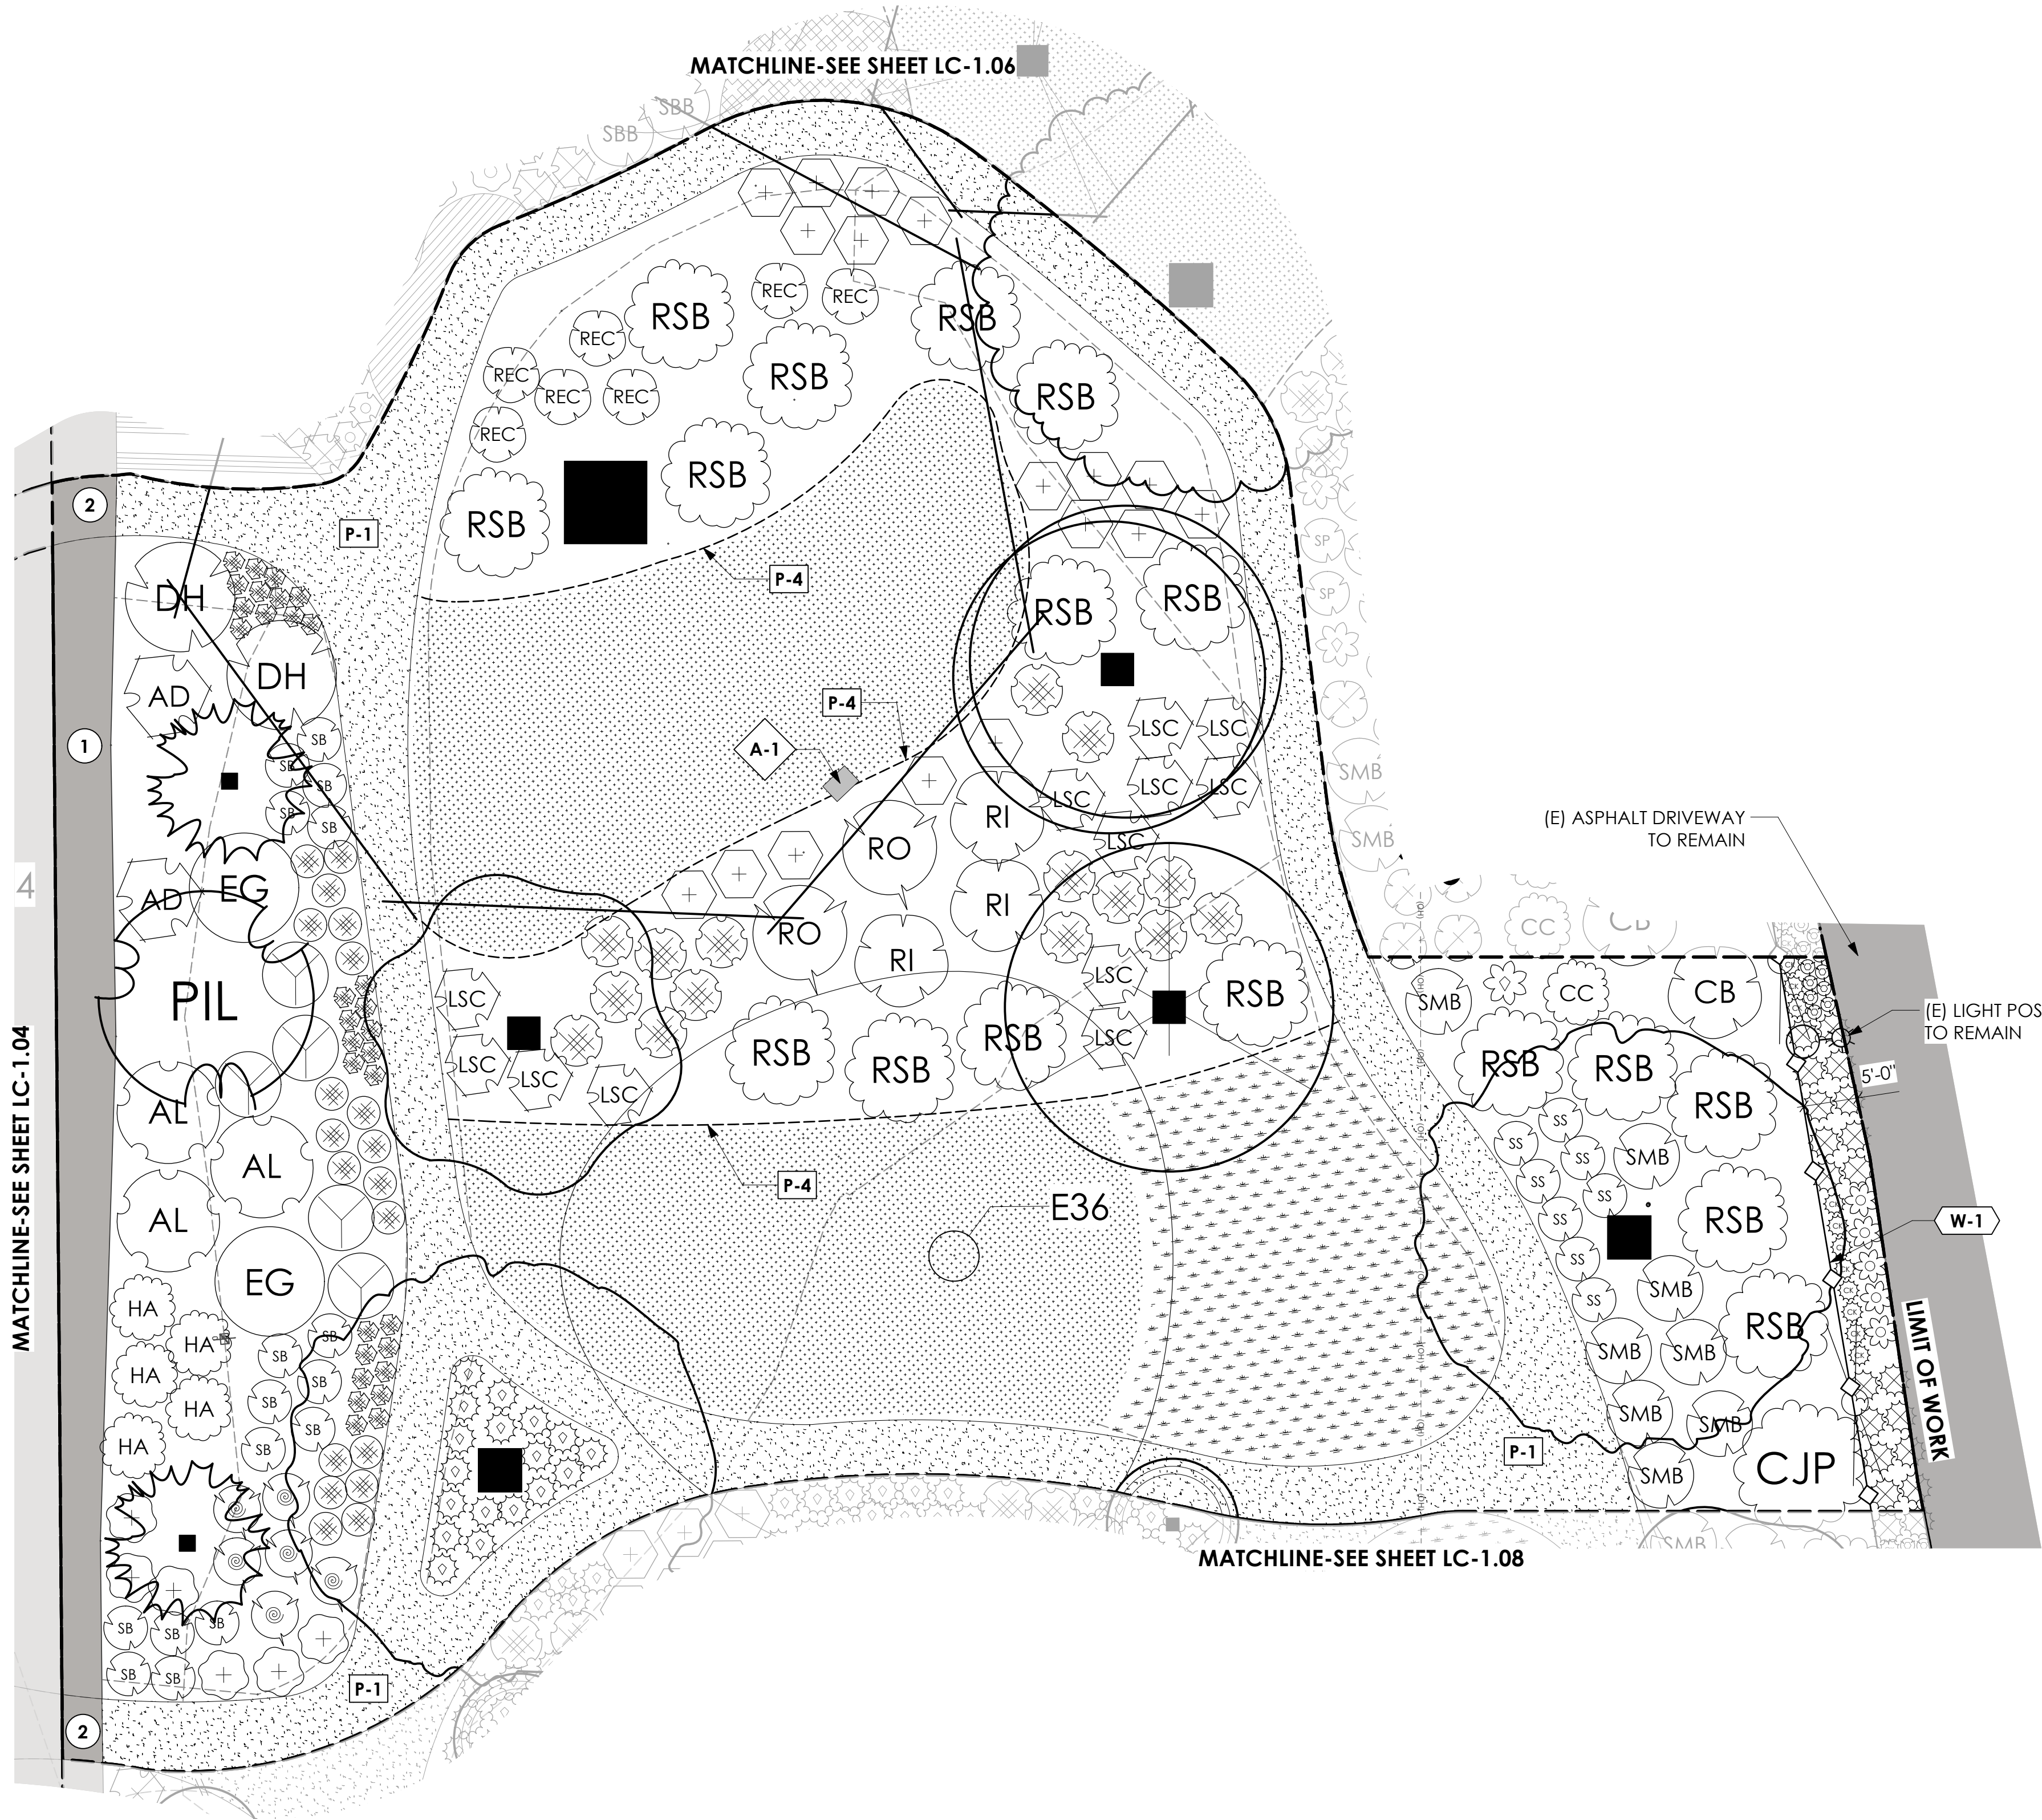 MATCHLINE-SEE SHEET LC-1.06
SBB
SBB
REC
REC
RSB
RSB
REC
RSB
REC
REC
REC
RSB
REC
RSB
2
P-1
RSB
P-4
DH
RSB
RSB
SP
SP
DH
AD
P-4
A-1
LSC
LSC
SB
SB
SB
SB
SB
LSC
LSC
LSC
SMB
RI
RO
LSC
SMB
1
(E) ASPHALT DRIVEWAY
TO REMAIN
4
AD
EG
RI
RO
RI
CC
CB
PIL
LSC
LSC
RSB
SMB
CC
CB
(E) LIGHT POS
TO REMAIN
LSC
LSC
LSC
RSB
RSB
RSB
LSC
RSB
RSB
RSB
5'-0"
MATCHLINE-SEE SHEET LC-1.04
AL
AL
AL
P-4
E36
SS
SS
SS
SMB
SS
SS
SS
RSB
SS
SS
W-1
EG
SMB
RSB
HA
HA
HA
HA
HA
SB
SB
SB
SB
SB
SB
SMB
SMB
SMB
SMB
SMB
P-1
CJP
LIMIT OF WORK
MATCHLINE-SEE SHEET LC-1.08
SMB
SB
SB
SB
SB
SB
P-1
2